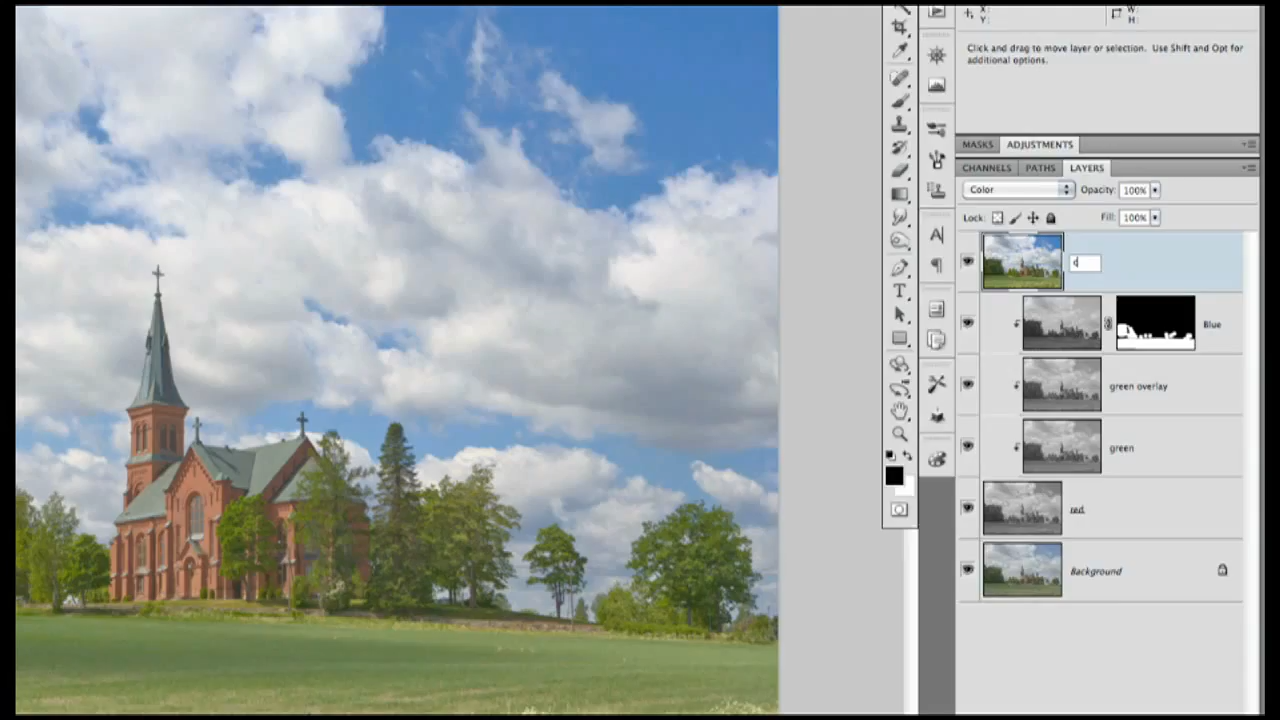 X:
Y:
W:
H:
Click and drag to move layer or selection. Use Shift and Opt for
additional options.
MASKS ADJUSTMENTS
CHANNELS PATHS LAYERS
Color Opacity: 100%
Lock: Fill: 100%
Blue
green overlay
green
red
Background